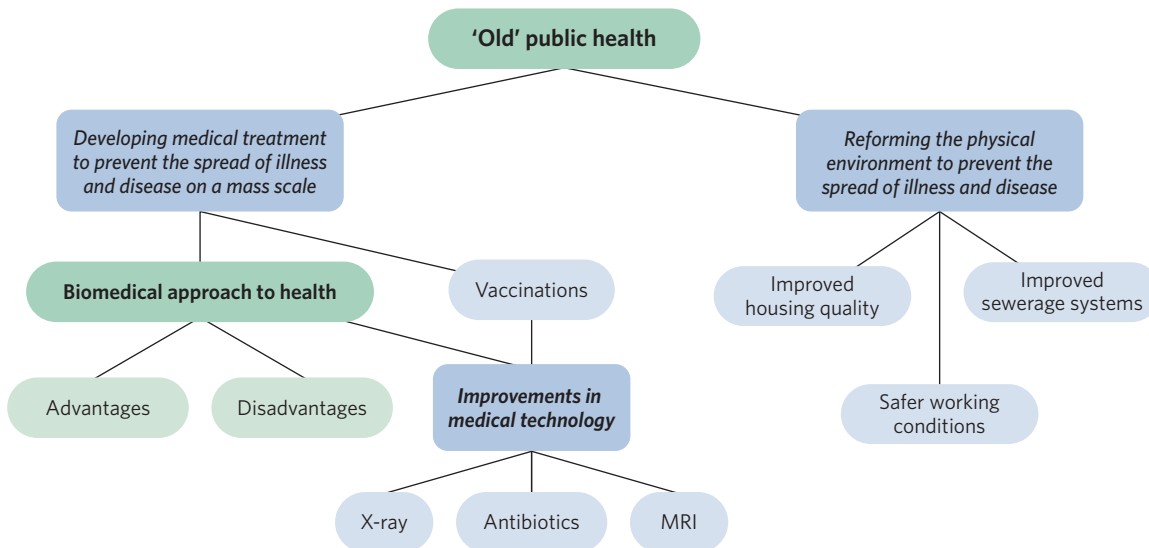 ‘Old’ public health
Developing medical treatment
to prevent the spread of illness
and disease on a mass scale
Reforming the physical
environment to prevent the
spread of illness and disease
Biomedical approach to health
Vaccinations
Improved
housing quality
Improved
sewerage systems
Advantages
Disadvantages
Improvements in
medical technology
Safer working
conditions
X-ray
Antibiotics
MRI